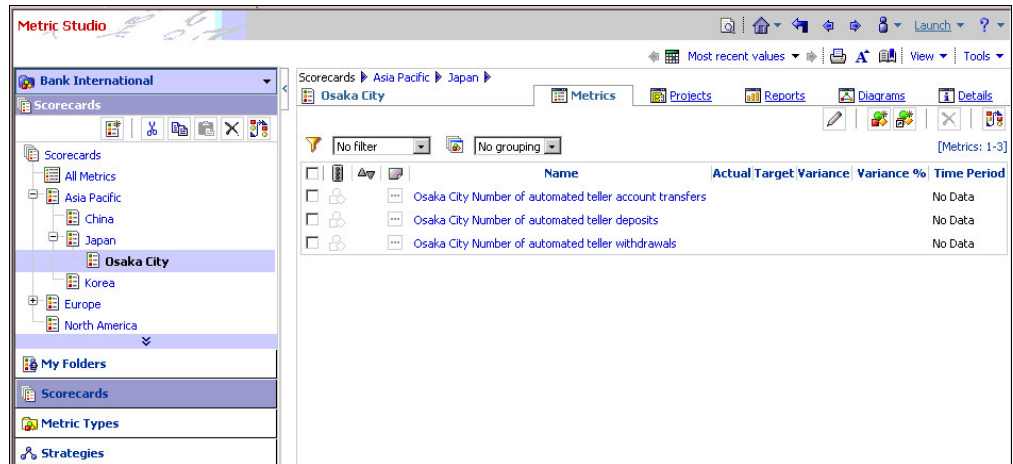 Metric Studio
Launch
?
Most recent values
A
View
Tools
Bank International
Scorecards
Scorecards
All Metrics
Asia Pacific
China
Japan
Osaka City
Korea
Europe
North America
My Folders
Scorecards
Metric Types
Strategies
Scorecards Asia Pacific Japan
Osaka City
Metrics Projects Reports Diagrams Details
No filter No grouping [Metrics: 1-3]
Name Actual Target Variance Variance % Time Period
Osaka City Number of automated teller account transfers No Data
Osaka City Number of automated teller deposits No Data
Osaka City Number of automated teller withdrawals No Data